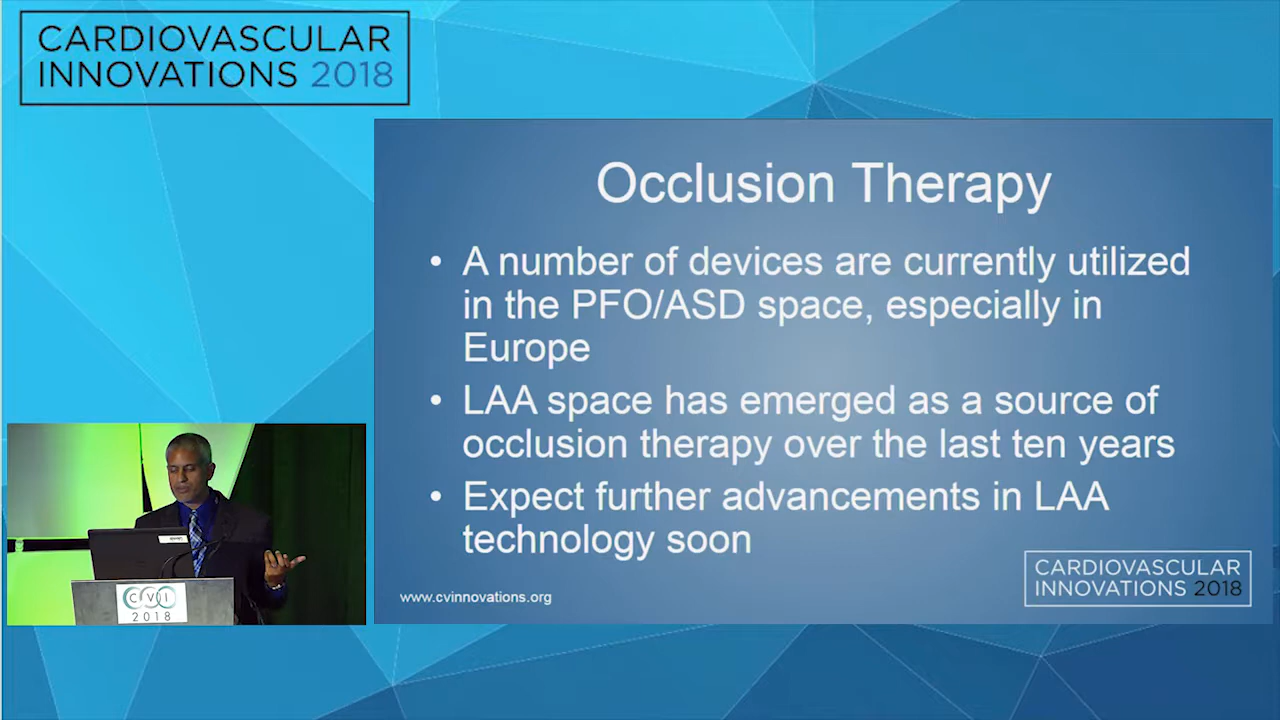 CARDIOVASCULAR
INNOVATIONS 2018
Occlusion Therapy
• A number of devices are currently utilized
in the PFO/ASD space, especially in
Europe
• LAA space has emerged as a source of
occlusion therapy over the last ten years
• Expect further advancements in LAA
technology soon
CARDIOVASCULAR
INNOVATIONS 2018
www.cvinnovations.org
CVI
2018